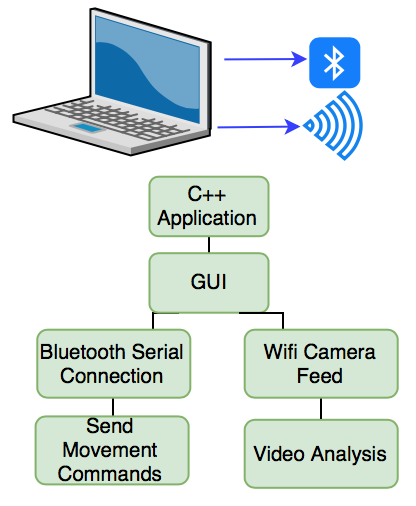 C++
Application
GUI
Bluetooth Serial
Connection
Wifi Camera
Feed
Send
Movement
Commands
Video Analysis